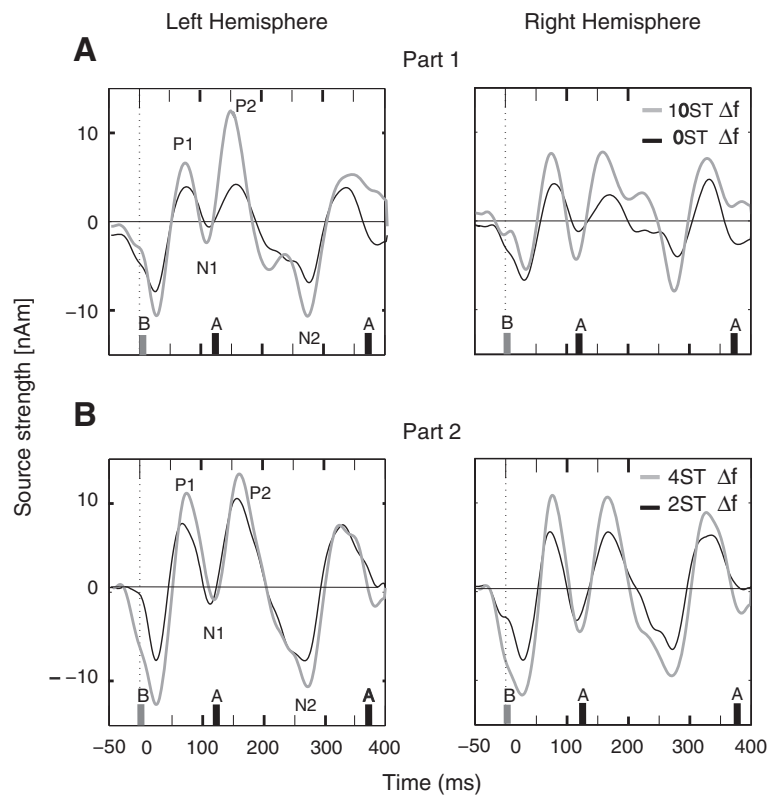 Left Hemisphere
Right Hemisphere
A
Part 1
10
0
−10
P1
P2
N1
N2
B
A
A
10ST Δf
0ST Δf
B
A
A
Source strength [nAm]
B
Part 2
10
0
−10
P1
P2
N1
N2
B
A
A
4ST Δf
2ST Δf
B
A
A
−50 0 100 200 300 400
−50 0 100 200 300 400
Time (ms)